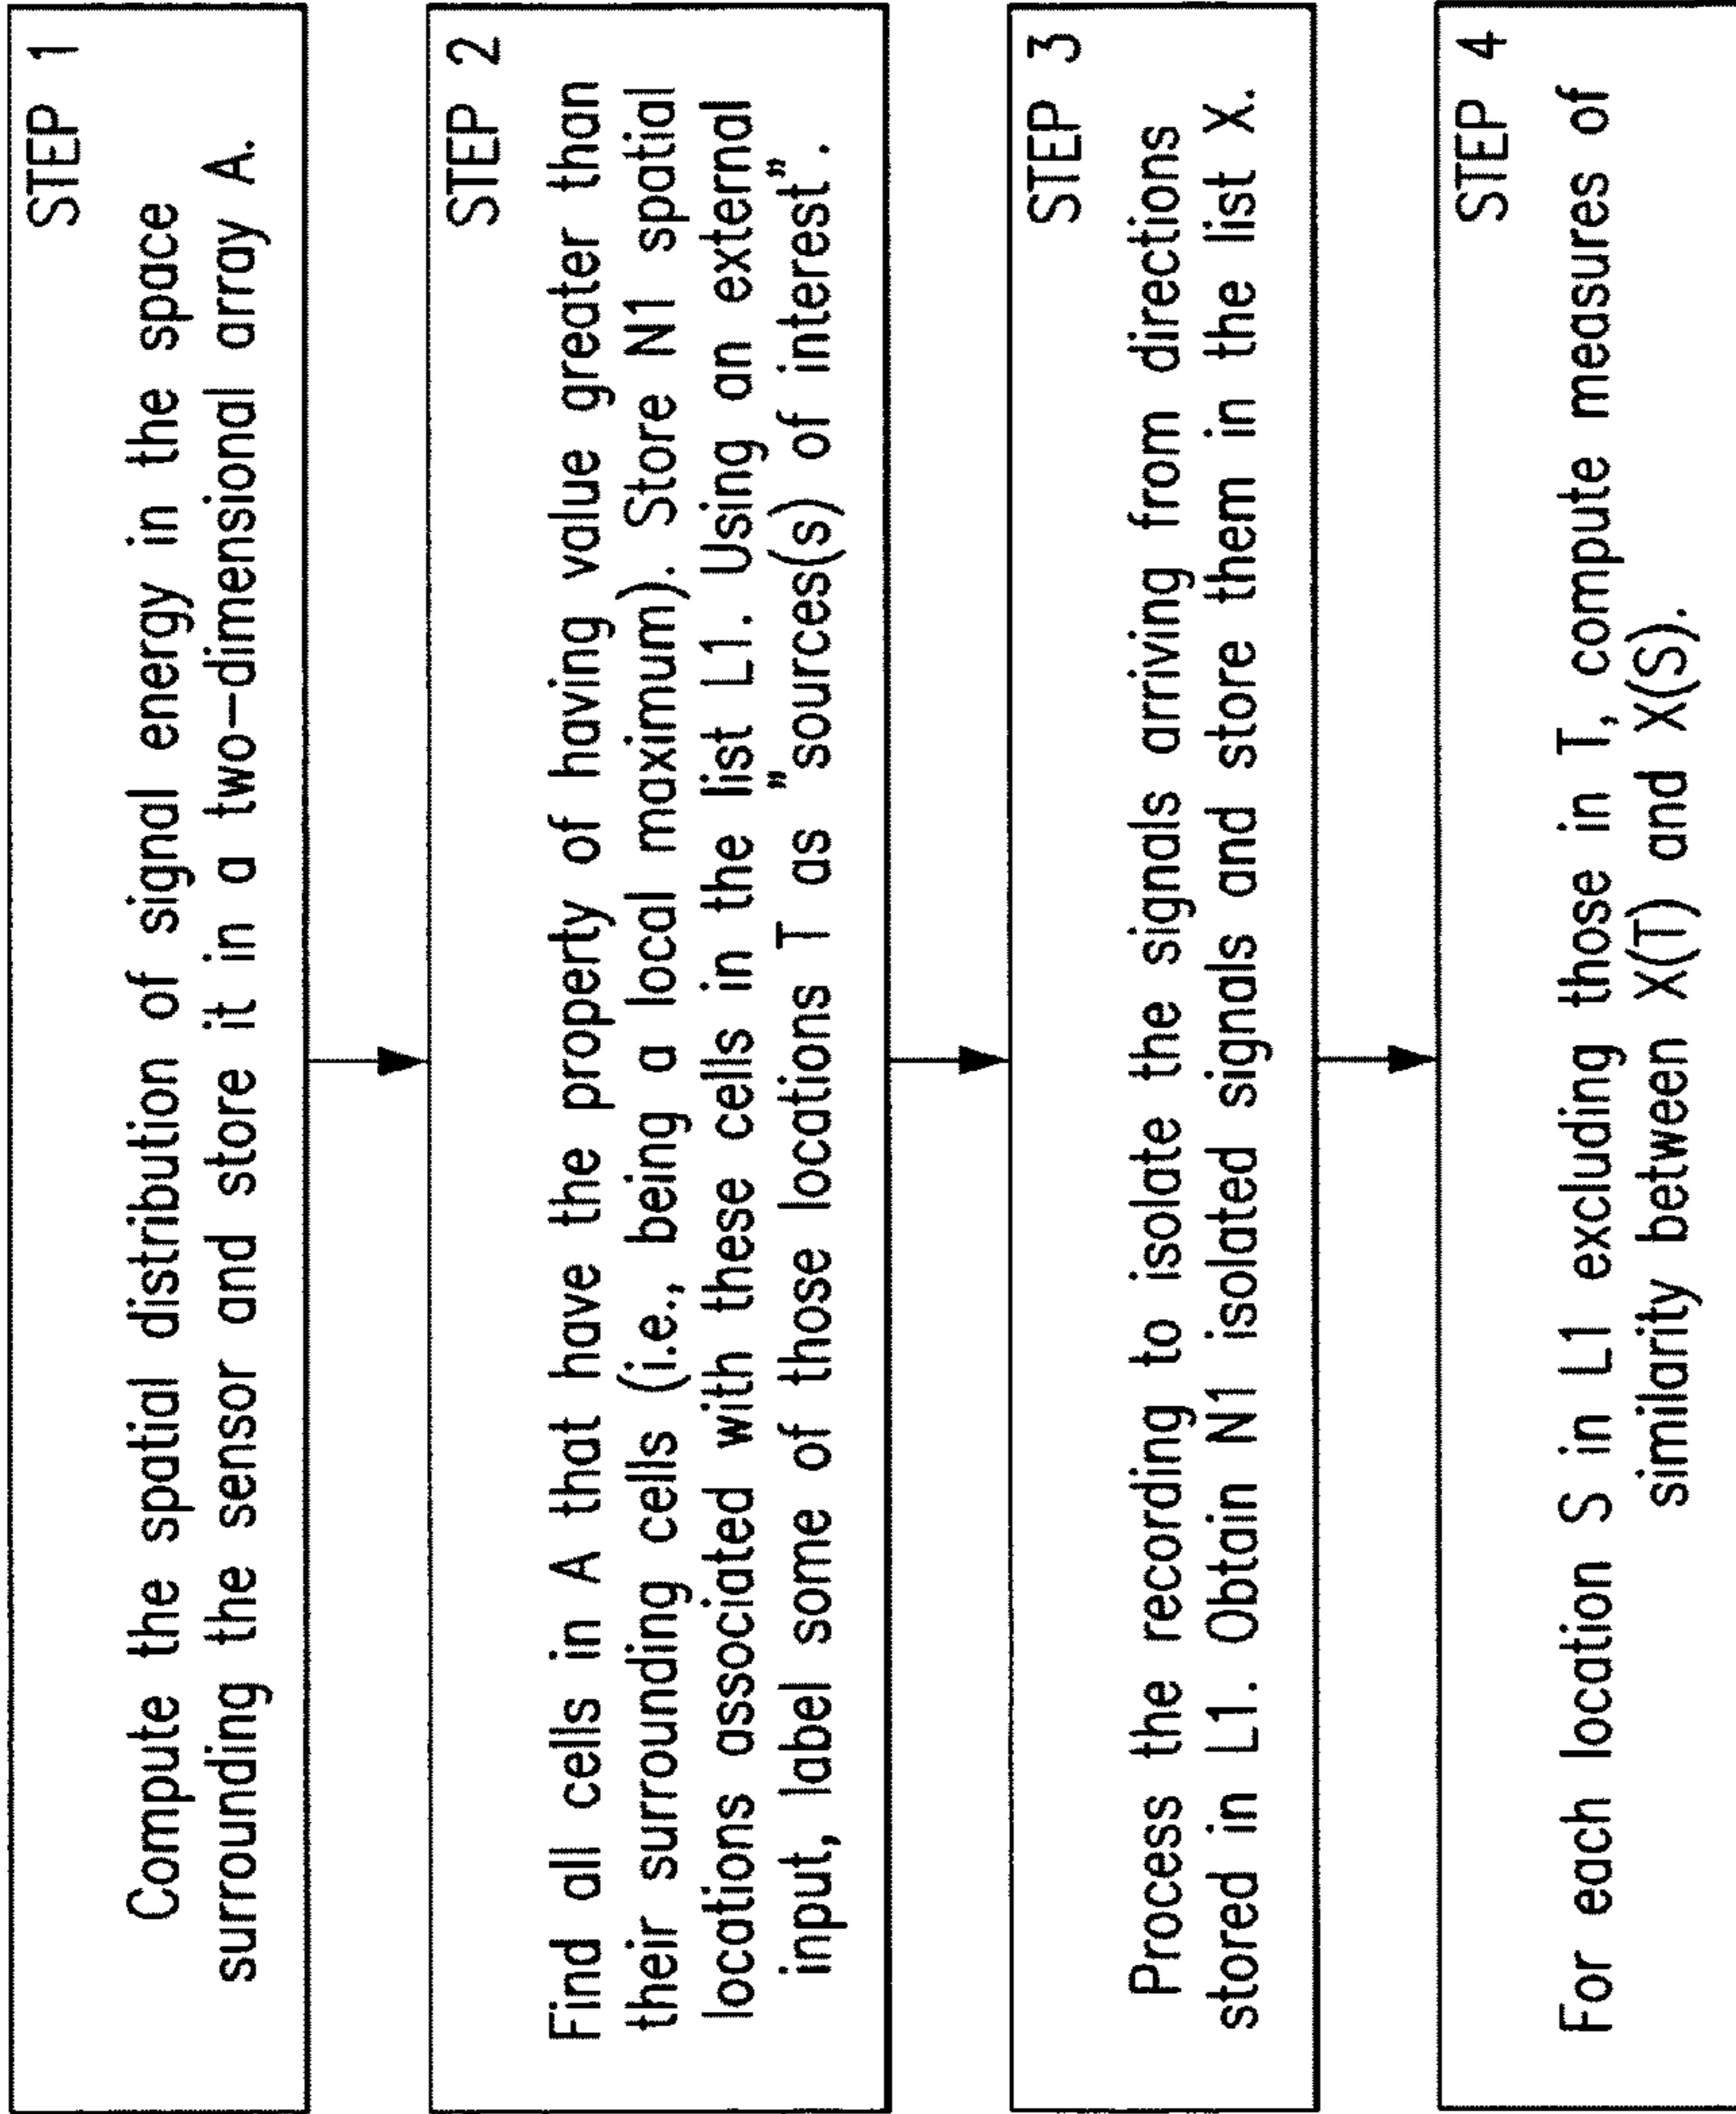 STEP 1
Compute the spatial distribution of signal energy in the space
surrounding the sensor and store it in a two-dimensional array A.
STEP 2
Find all cells in A that have the property of having value greater than
their surrounding cells (i.e., being a local maximum). Store N1 spatial
locations associated with these cells in the list L1. Using an external
input, label some of those locations T as "sources(s) of interest".
STEP 3
Process the recording to isolate the signals arriving from directions
stored in L1. Obtain N1 isolated signals and store them in the list X.
STEP 4
For each location S in L1 excluding those in T, compute measures of
similarity between X(T) and X(S).